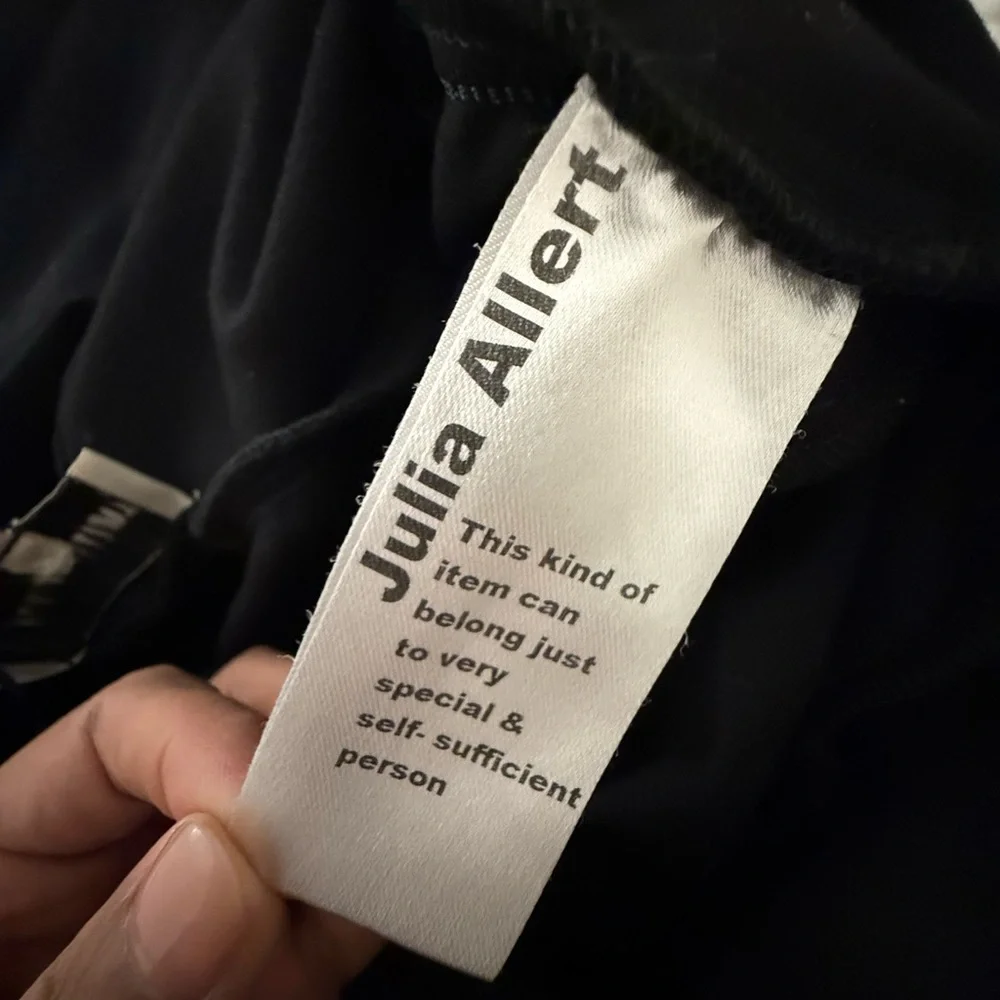 Julia Allert
This kind of
item can
belong just
to very
special &
self- sufficient
person